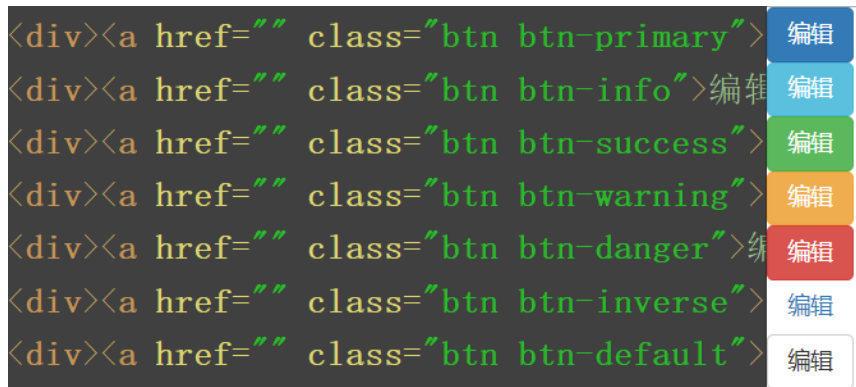 <div><a href="" class="btn btn-primary"> 编辑
<div><a href="" class="btn btn-info">编辑 编辑
<div><a href="" class="btn btn-success"> 编辑
<div><a href="" class="btn btn-warning"> 编辑
<div><a href="" class="btn btn-danger">编 编辑
<div><a href="" class="btn btn-inverse"> 编辑
<div><a href="" class="btn btn-default"> 编辑